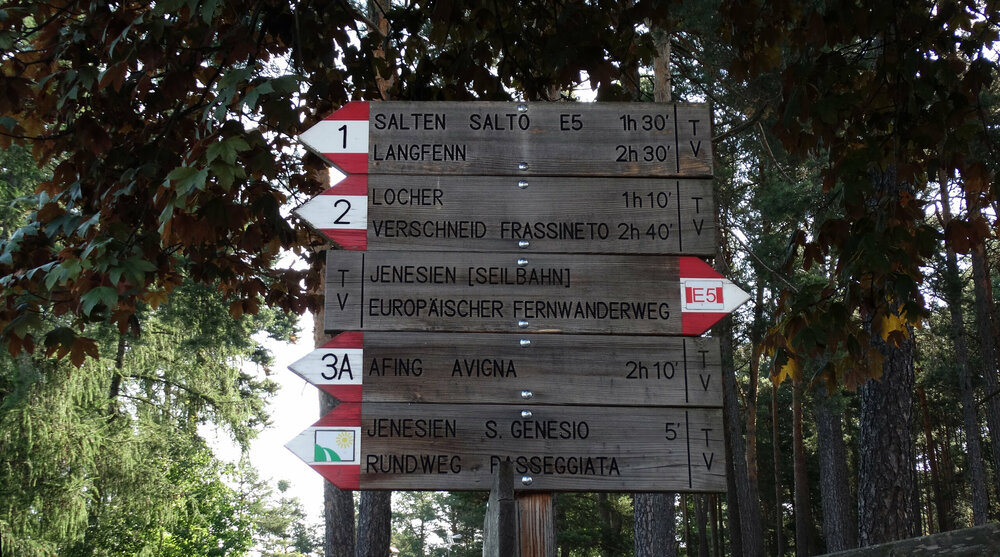 1 SALTEN SALTO E5 1h 30' T
LANGFENN 2h 30' V
2 LOCHER 1h 10' T
VERSCHNEID FRASSINETO 2h 40' V
T JENESIEN [SEILBAHN] E5
V EUROPÄISCHER FERNWANDERWEG
3A AFING AVIGNA 2h 10' T
V
JENESIEN S. GENESIO 5' T
RUNDWEG PASSEGGIATA V